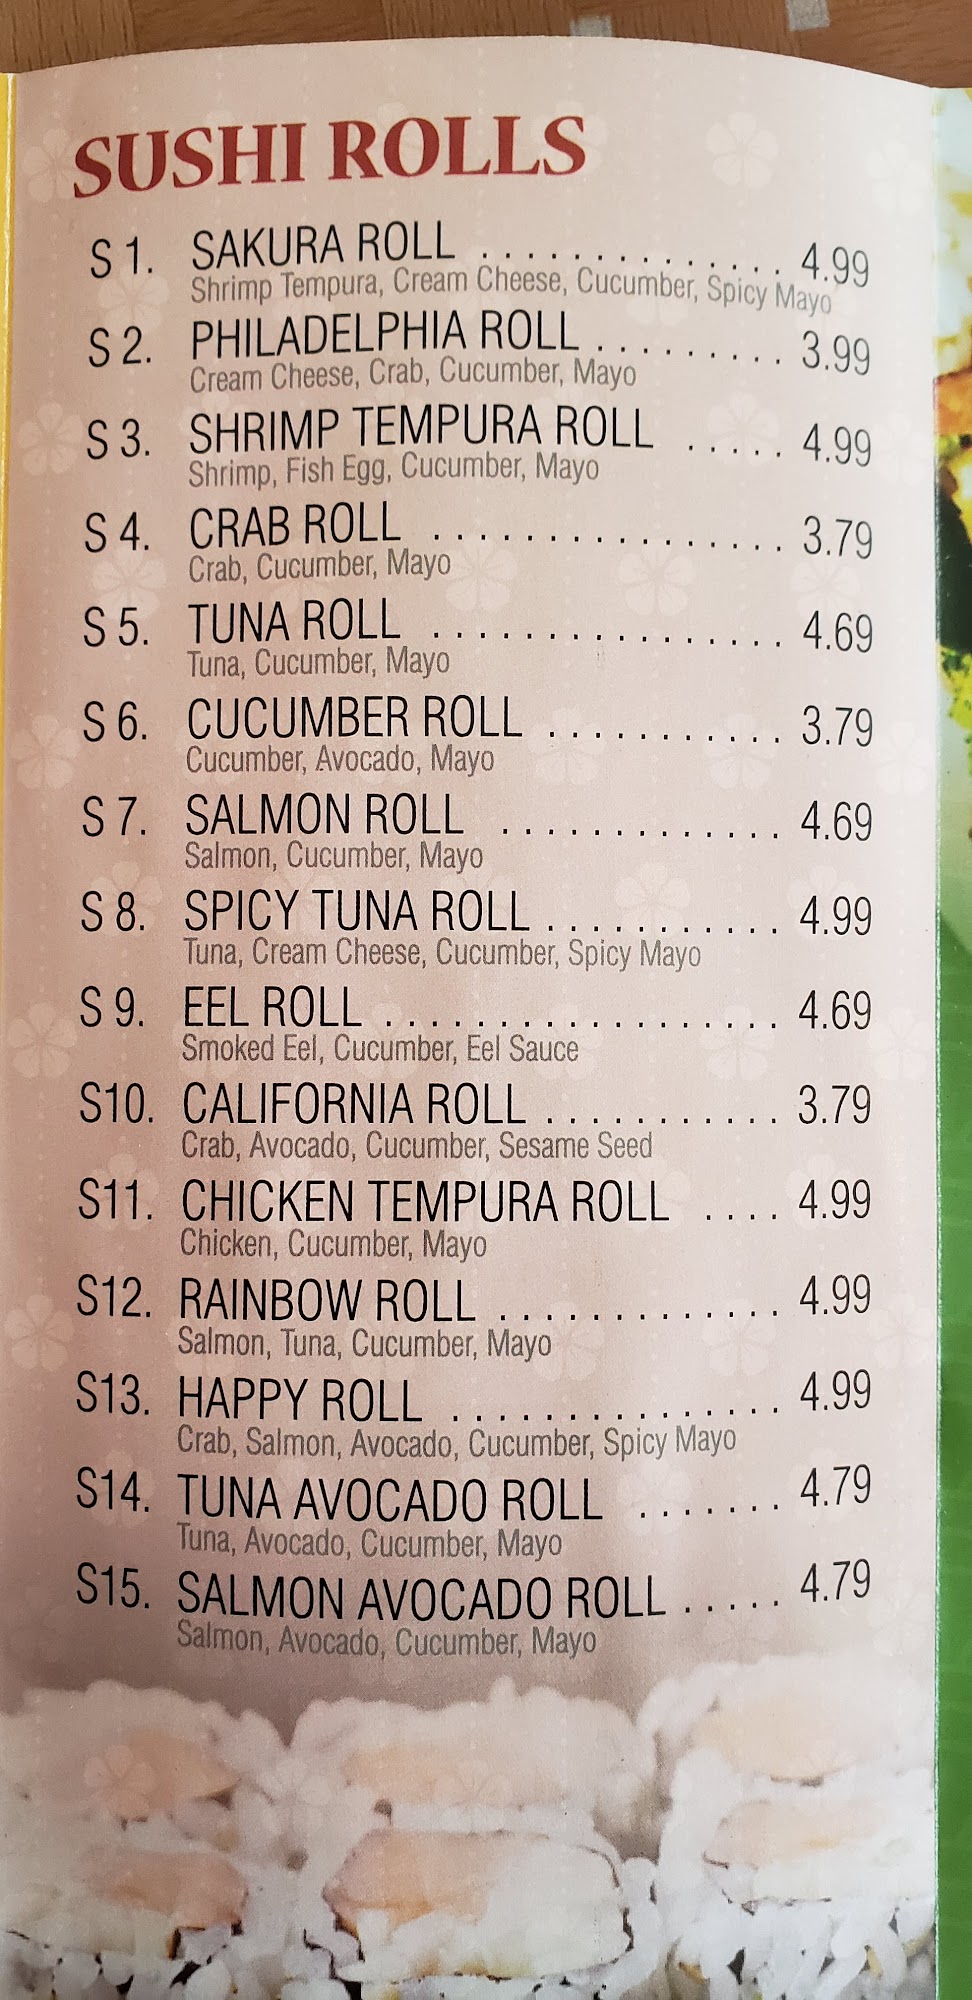 SUSHI ROLLS
S 1. SAKURA ROLL . . . . . . . . . . . . . . 4.99
Shrimp Tempura, Cream Cheese, Cucumber, Spicy Mayo
S 2. PHILADELPHIA ROLL . . . . . . . . . 3.99
Cream Cheese, Crab, Cucumber, Mayo
S 3. SHRIMP TEMPURA ROLL . . . . . 4.99
Shrimp, Fish Egg, Cucumber, Mayo
S 4. CRAB ROLL . . . . . . . . . . . . . . . . 3.79
Crab, Cucumber, Mayo
S 5. TUNA ROLL . . . . . . . . . . . . . . . . 4.69
Tuna, Cucumber, Mayo
S 6. CUCUMBER ROLL . . . . . . . . . . . 3.79
Cucumber, Avocado, Mayo
S 7. SALMON ROLL . . . . . . . . . . . . . 4.69
Salmon, Cucumber, Mayo
S 8. SPICY TUNA ROLL . . . . . . . . . . . 4.99
Tuna, Cream Cheese, Cucumber, Spicy Mayo
S 9. EEL ROLL . . . . . . . . . . . . . . . . . . 4.69
Smoked Eel, Cucumber, Eel Sauce
S10. CALIFORNIA ROLL . . . . . . . . . . . 3.79
Crab, Avocado, Cucumber, Sesame Seed
S11. CHICKEN TEMPURA ROLL . . . . 4.99
Chicken, Cucumber, Mayo
S12. RAINBOW ROLL . . . . . . . . . . . . . 4.99
Salmon, Tuna, Cucumber, Mayo
S13. HAPPY ROLL . . . . . . . . . . . . . . . 4.99
Crab, Salmon, Avocado, Cucumber, Spicy Mayo
S14. TUNA AVOCADO ROLL . . . . . . . 4.79
Tuna, Avocado, Cucumber, Mayo
S15. SALMON AVOCADO ROLL . . . . . 4.79
Salmon, Avocado, Cucumber, Mayo